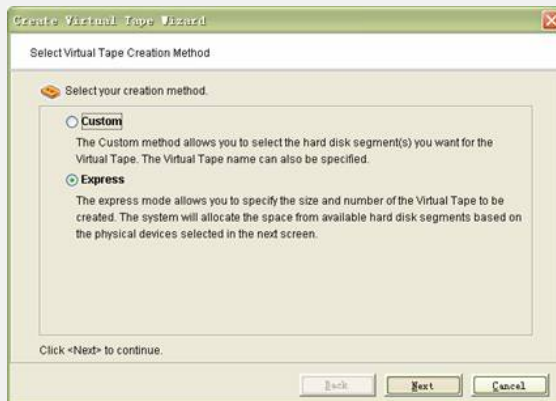 Create Virtual Tape Wizard
Select Virtual Tape Creation Method
Select your creation method.
Custom
The Custom method allows you to select the hard disk segment(s) you want for the
Virtual Tape. The Virtual Tape name can also be specified.
Express
The express mode allows you to specify the size and number of the Virtual Tape to be
created. The system will allocate the space from available hard disk segments based on
the physical devices selected in the next screen.
Click <Next> to continue.
Back Next Cancel